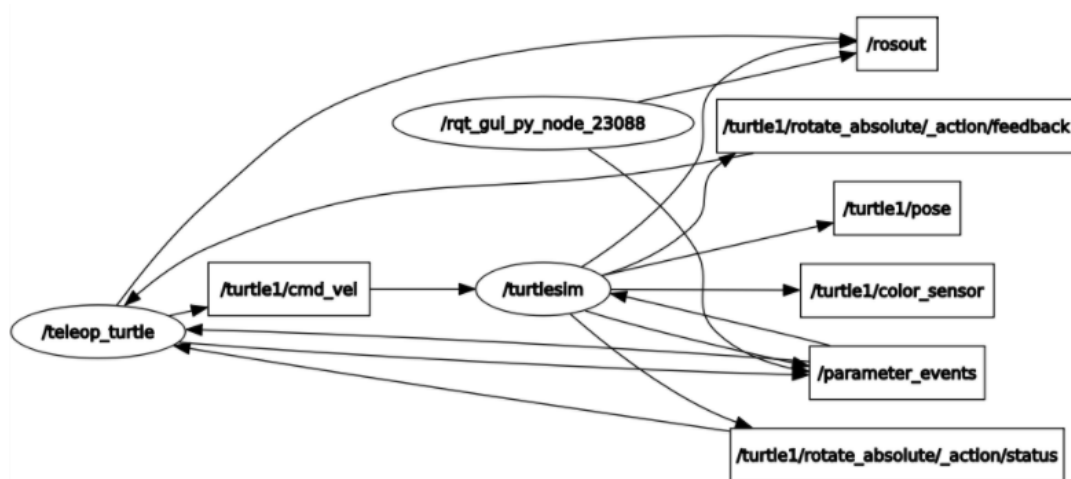 /rosout
/rqt_gui_py_node_23088
/turtle1/rotate_absolute/_action/feedback
/turtle1/pose
/turtle1/cmd_vel
/turtlesim
/turtle1/color_sensor
/teleop_turtle
/parameter_events
/turtle1/rotate_absolute/_action/status